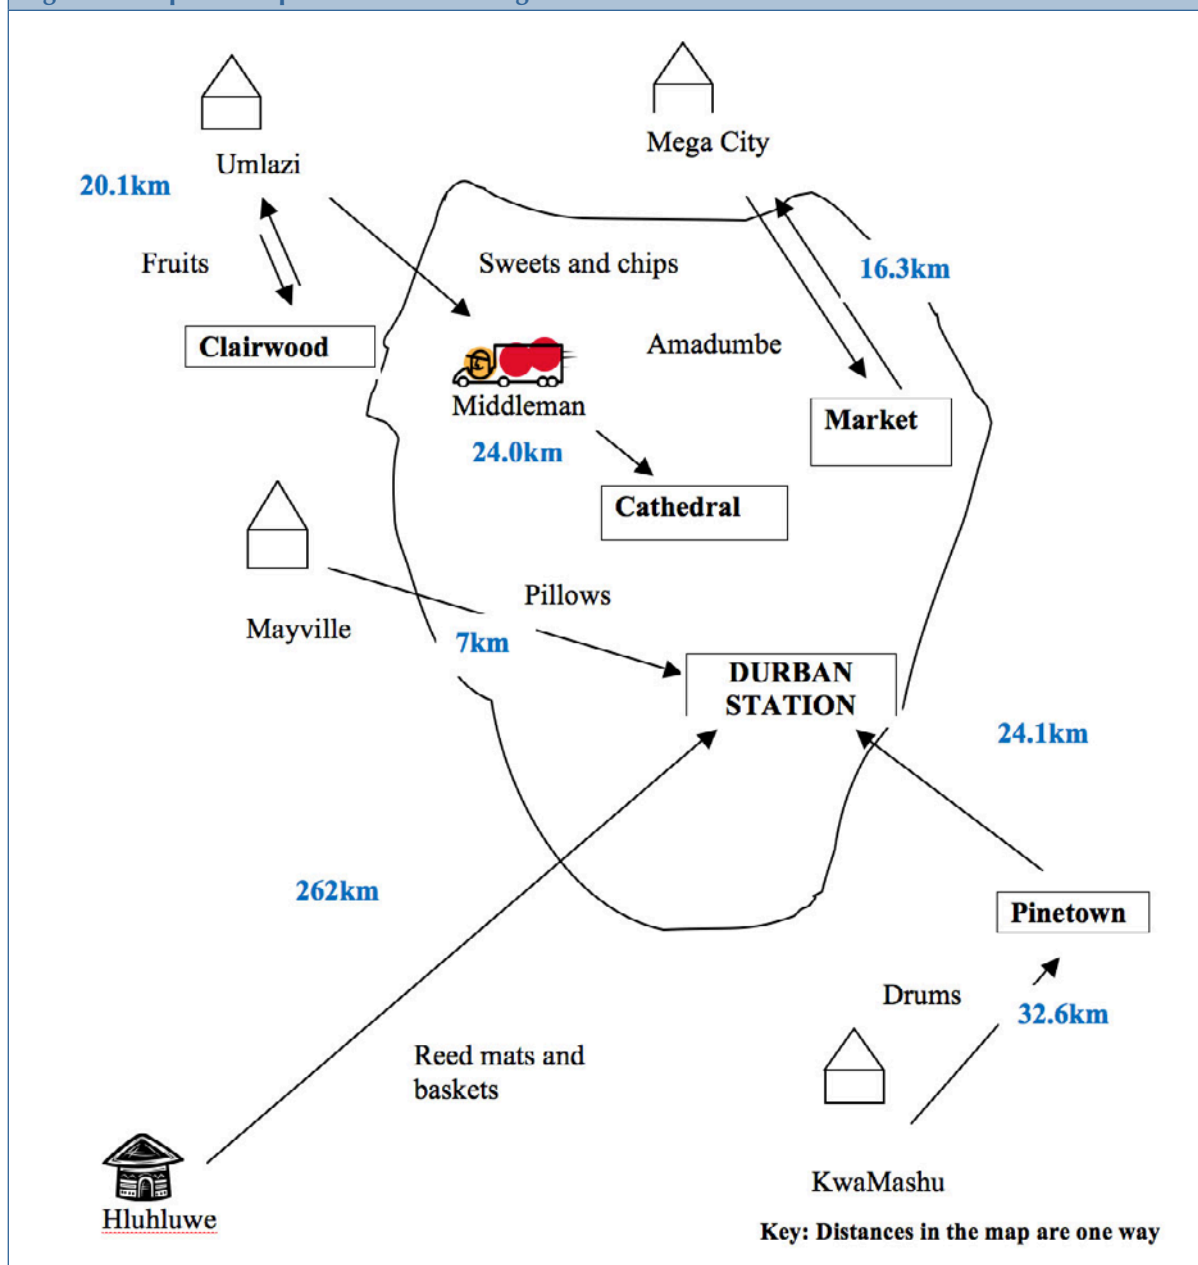 Umlazi
Mega City
20.1km
Fruits
Sweets and chips
16.3km
Clairwood
Amadumbe
Middleman
Market
24.0km
Cathedral
Pillows
Mayville
7km
DURBAN
STATION
24.1km
262km
Pinetown
Drums
32.6km
Reed mats and
baskets
KwaMashu
Hluhluwe
Key: Distances in the map are one way